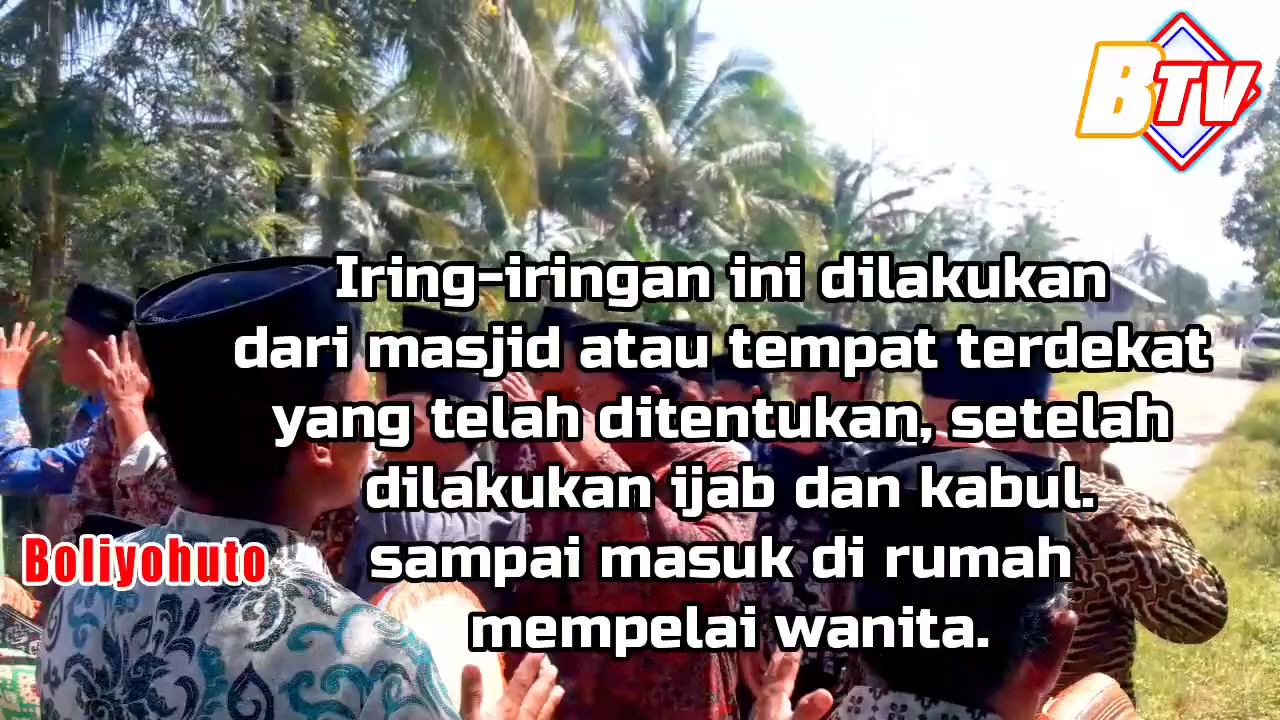 BTV
Iring-iringan ini dilakukan
dari masjid atau tempat terdekat
yang telah ditentukan, setelah
dilakukan ijab dan kabul.
sampai masuk di rumah
mempelai wanita.
Boliyohuto